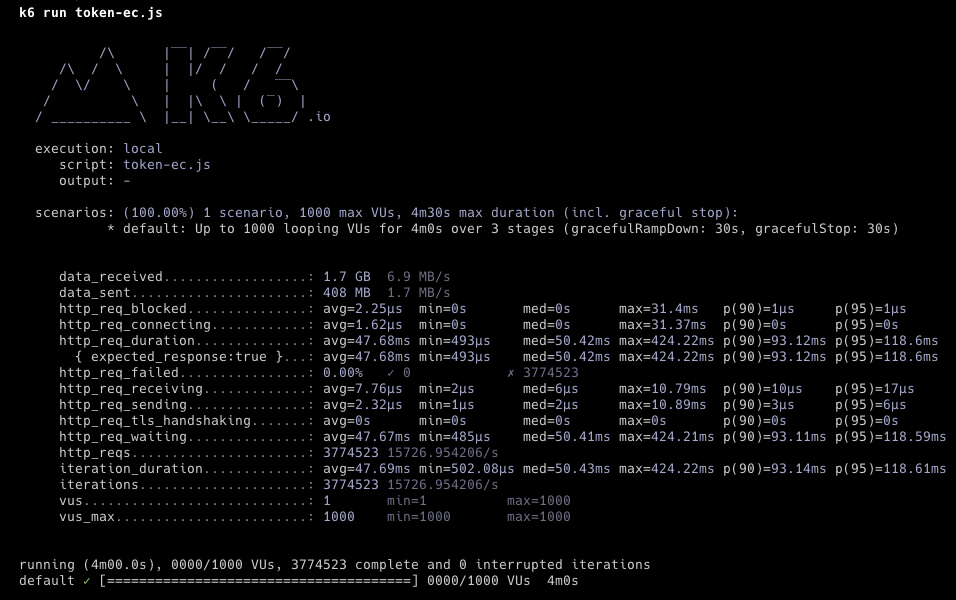 k6 run token-ec.js
          /\      |‾‾| /‾‾/   /‾‾/
     /\  /  \     |  |/  /   /  /
    /  \/    \    |     (   /   ‾‾\
   /          \   |  |\  \ |  (‾)  |
  / __________ \  |__| \__\ \_____/ .io
execution: local
script: token-ec.js
output: -
scenarios: (100.00%) 1 scenario, 1000 max VUs, 4m30s max duration (incl. graceful stop):
* default: Up to 1000 looping VUs for 4m0s over 3 stages (gracefulRampDown: 30s, gracefulStop: 30s)
data_received..................: 1.7 GB  6.9 MB/s
data_sent......................: 408 MB  1.7 MB/s
http_req_blocked...............: avg=2.25µs  min=0s       med=0s      max=31.4ms   p(90)=1µs     p(95)=1µs
http_req_connecting............: avg=1.62µs  min=0s       med=0s      max=31.37ms  p(90)=0s      p(95)=0s
http_req_duration..............: avg=47.68ms min=493µs    med=50.42ms max=424.22ms p(90)=93.12ms p(95)=118.6ms
{ expected_response:true }...: avg=47.68ms min=493µs    med=50.42ms max=424.22ms p(90)=93.12ms p(95)=118.6ms
http_req_failed................: 0.00%   ✓ 0            ✗ 3774523
http_req_receiving.............: avg=7.76µs  min=2µs      med=6µs     max=10.79ms  p(90)=10µs    p(95)=17µs
http_req_sending...............: avg=2.32µs  min=1µs      med=2µs     max=10.89ms  p(90)=3µs     p(95)=6µs
http_req_tls_handshaking.......: avg=0s      min=0s       med=0s      max=0s       p(90)=0s      p(95)=0s
http_req_waiting...............: avg=47.67ms min=485µs    med=50.41ms max=424.21ms p(90)=93.11ms p(95)=118.59ms
http_reqs......................: 3774523 15726.954206/s
iteration_duration.............: avg=47.69ms min=502.08µs med=50.43ms max=424.22ms p(90)=93.14ms p(95)=118.61ms
iterations.....................: 3774523 15726.954206/s
vus............................: 1       min=1          max=1000
vus_max........................: 1000    min=1000       max=1000
running (4m00.0s), 0000/1000 VUs, 3774523 complete and 0 interrupted iterations
default ✓ [======================================] 0000/1000 VUs  4m0s